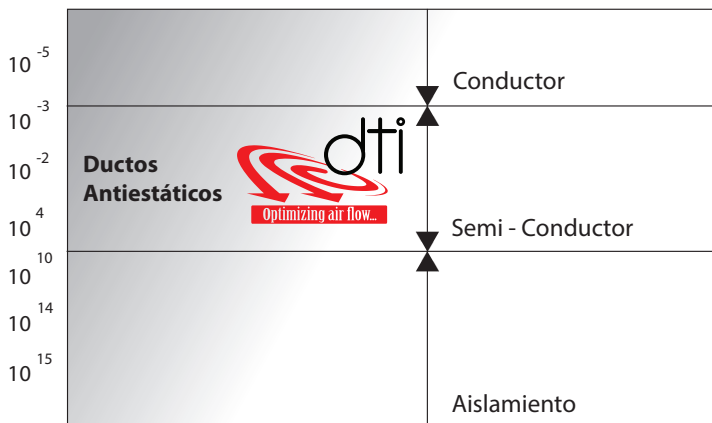 10 -5
Conductor
10 -3
dti
10 -2
Ductos
Antiestáticos
Optimizing air flow...
10 4
Semi - Conductor
10 10
10 14
10 15
Aislamiento